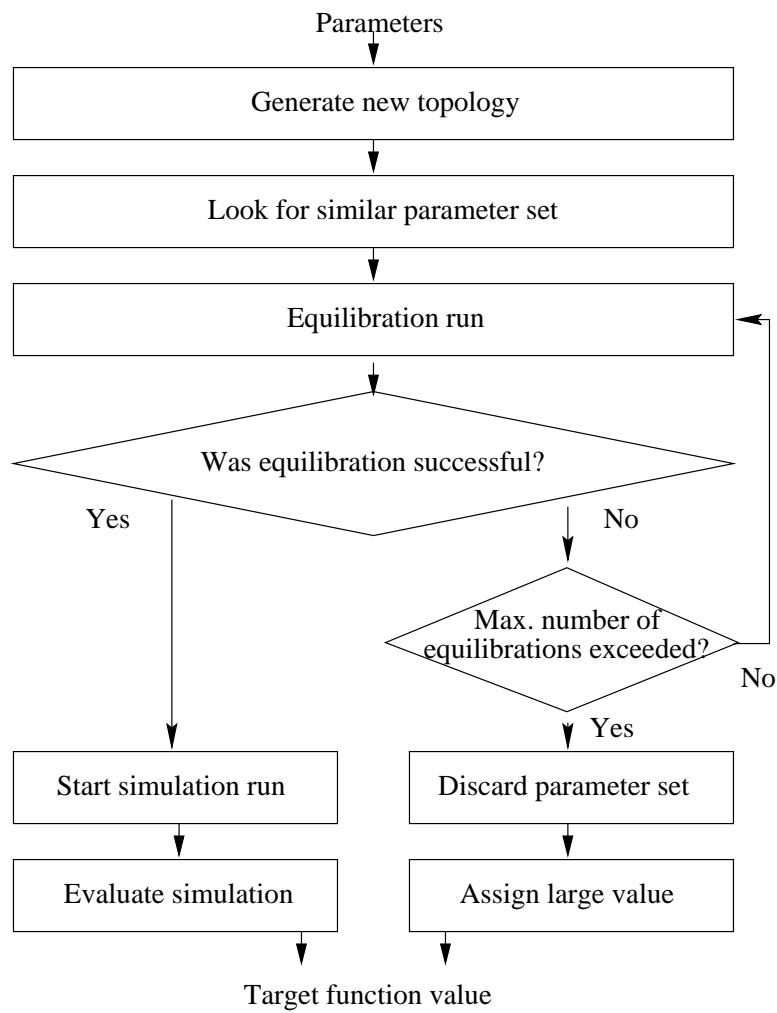 Parameters
Generate new topology
Look for similar parameter set
Equilibration run
Was equilibration successful?
Yes
No
Max. number of
equilibrations exceeded?
No
Yes
Start simulation run
Discard parameter set
Evaluate simulation
Assign large value
Target function value